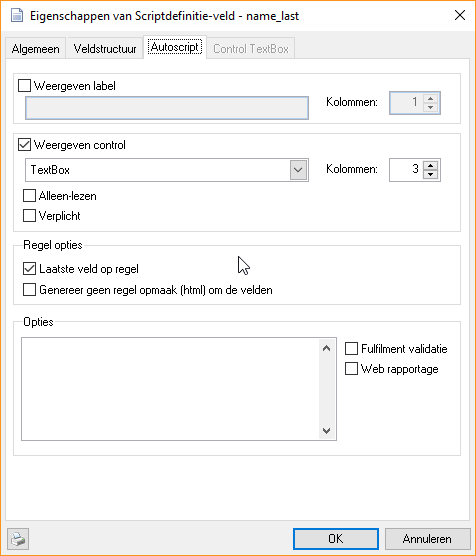 Eigenschappen van Scriptdefinitie-veld - name_last
Algemeen Veldstructuur Autoscript Control TextBox
Weergeven label
Kolommen: 1
Weergeven control
TextBox Kolommen: 3
Alleen-lezen
Verplicht
Regel opties
Laatste veld op regel
Genereer geen regel opmaak (html) om de velden
Opties
Fulfilment validatie
Web rapportage
OK Annuleren